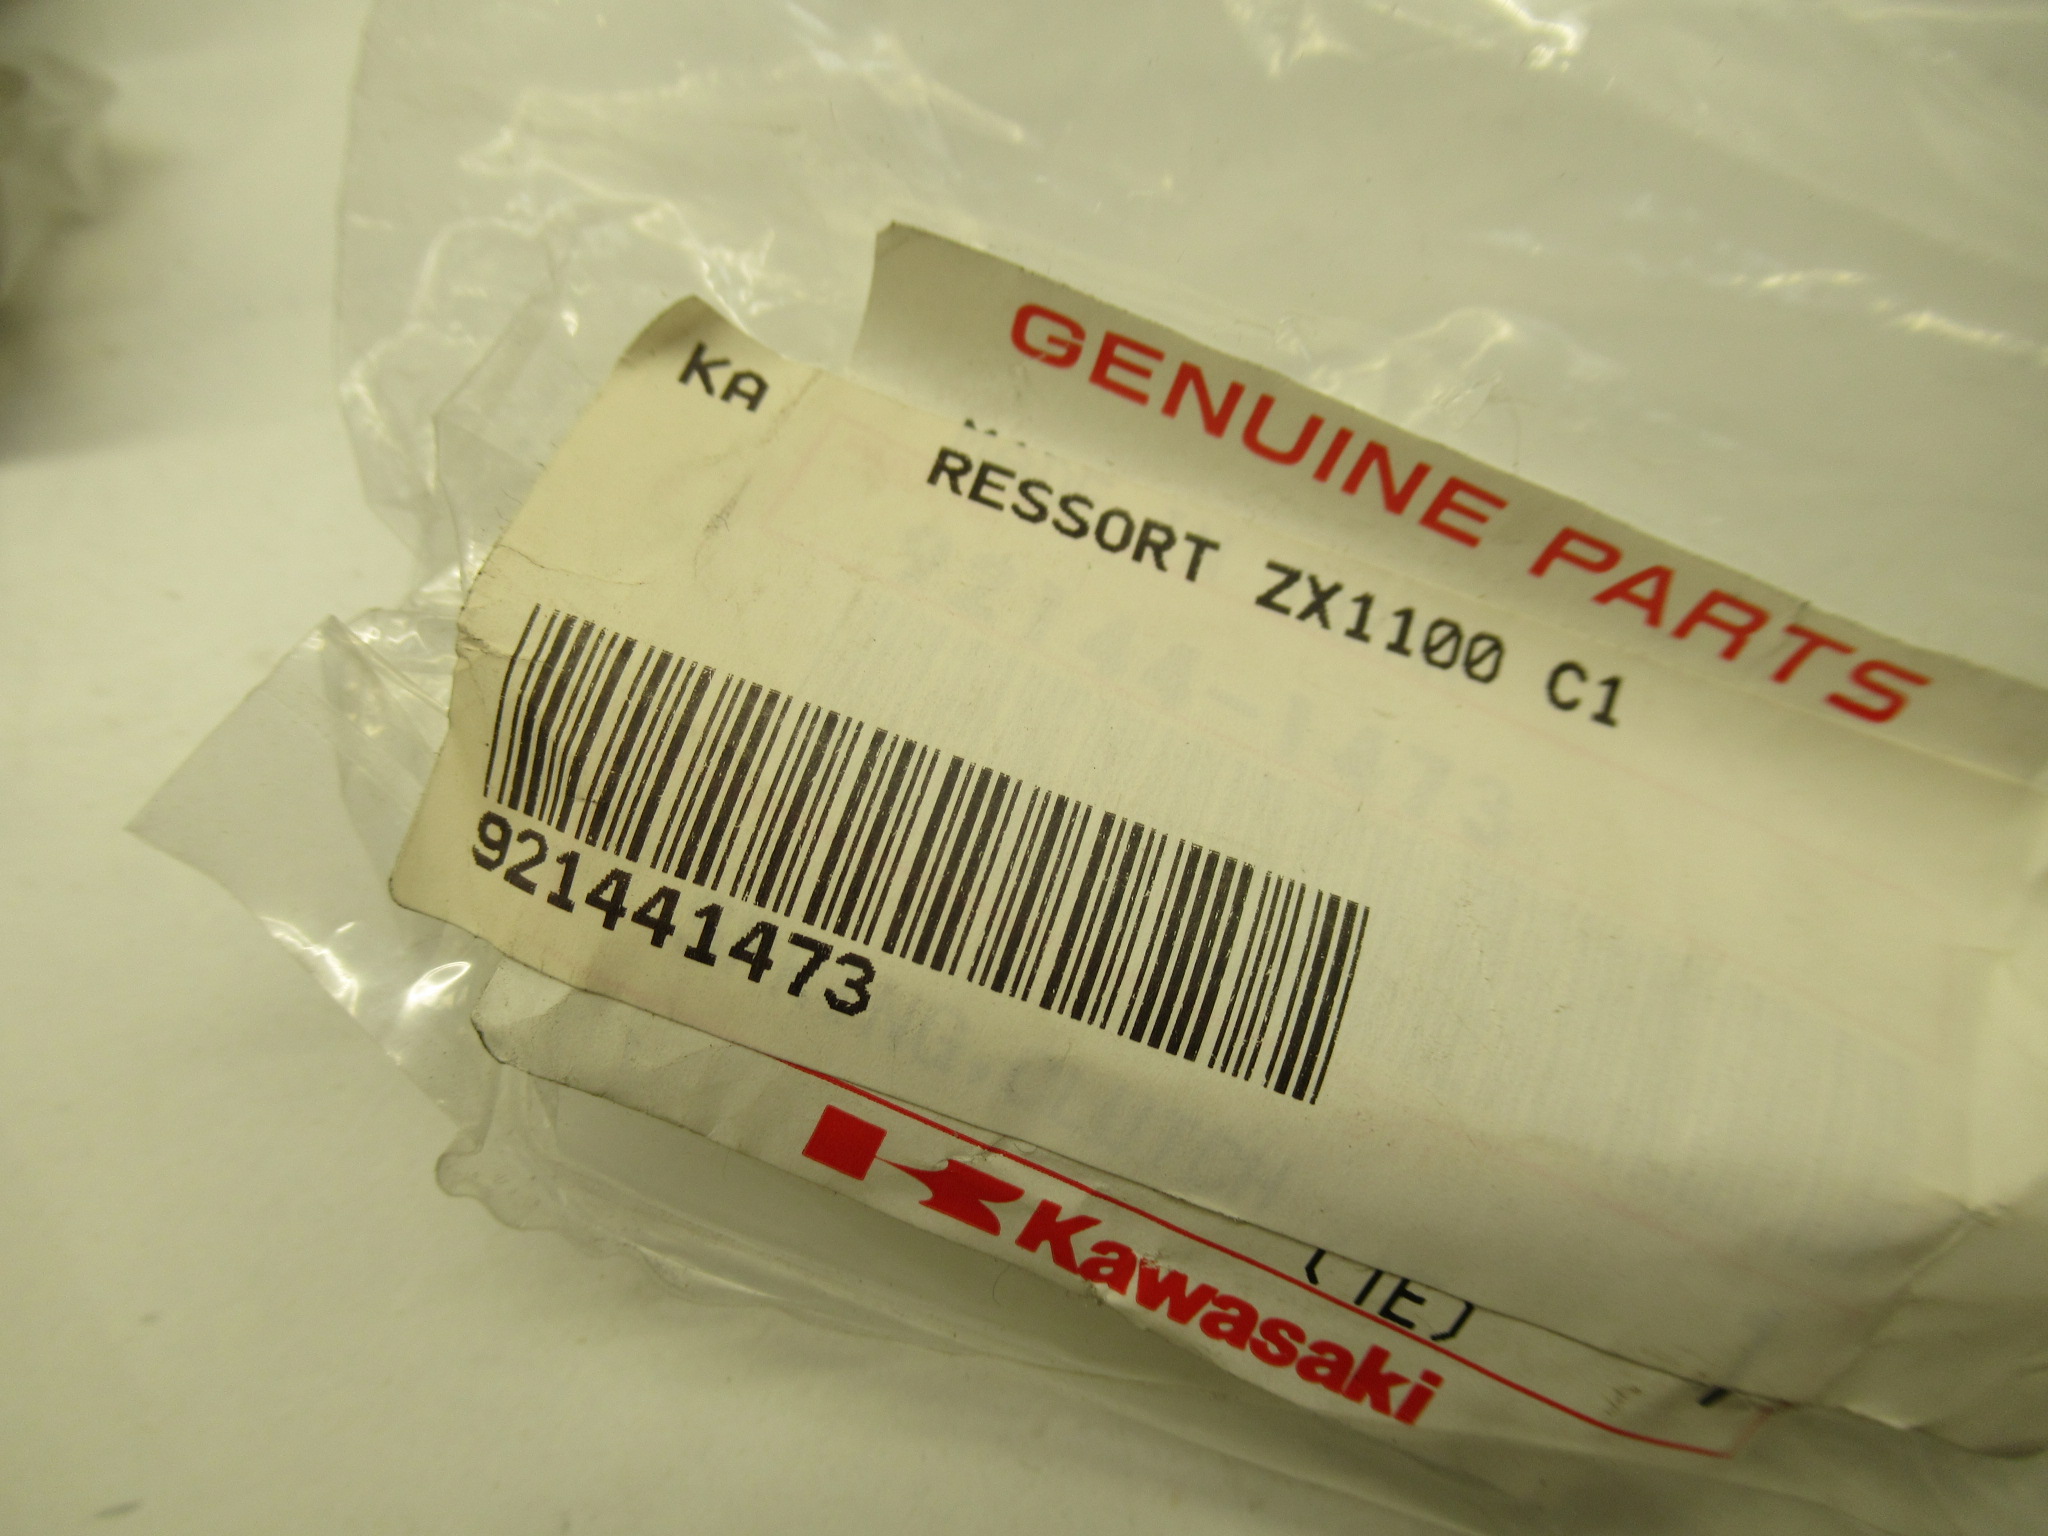 GENUINE PARTS
KA
RESSORT ZX1100 C1
921441473
Kawasaki